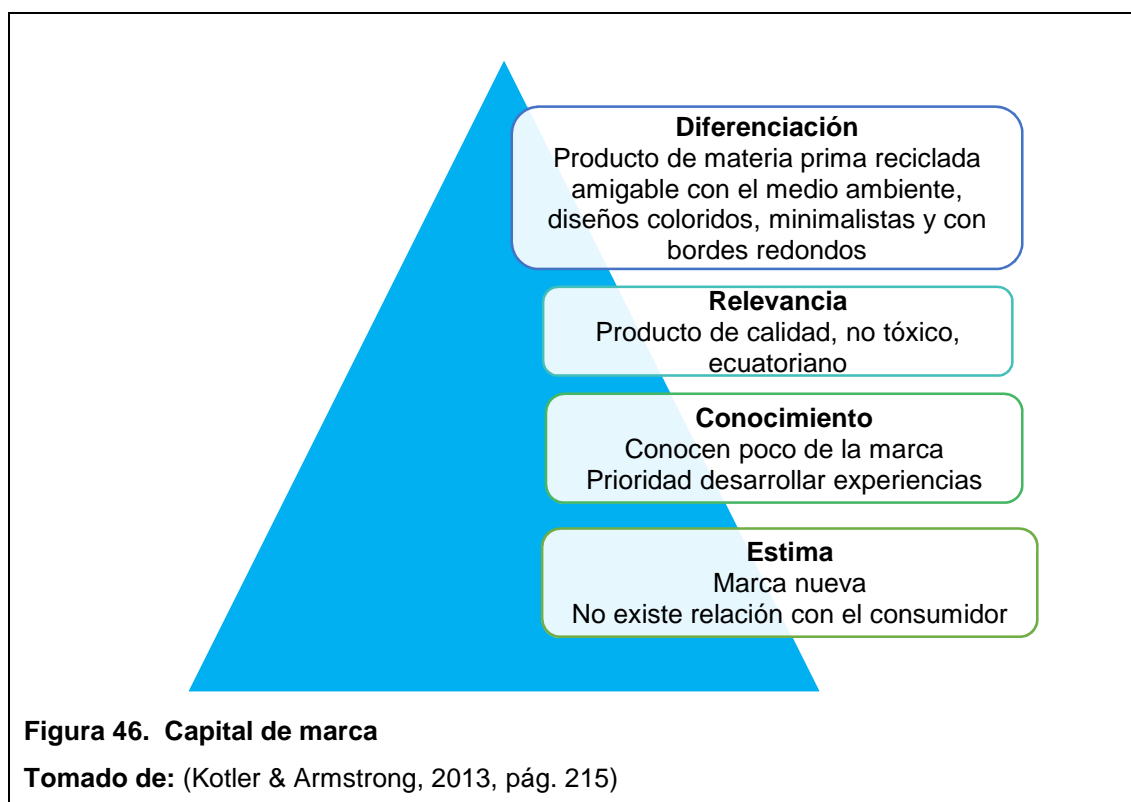 Diferenciación
Producto de materia prima reciclada
amigable con el medio ambiente,
diseños coloridos, minimalistas y con
bordes redondos
Relevancia
Producto de calidad, no tóxico,
ecuatoriano
Conocimiento
Conocen poco de la marca
Prioridad desarrollar experiencias
Estima
Marca nueva
No existe relación con el consumidor
Figura 46.  Capital de marca
Tomado de: (Kotler & Armstrong, 2013, pág. 215)